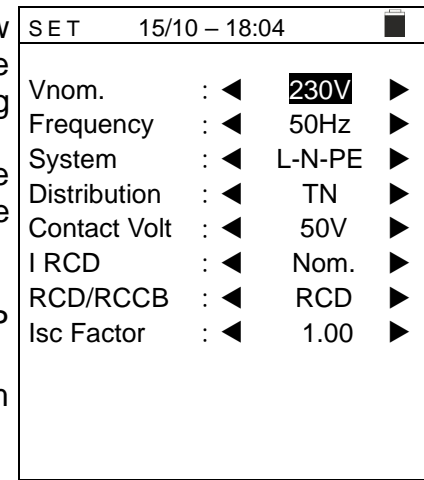 SET 15/10 – 18:04
Vnom. : ◀ 230V ▶
Frequency : ◀ 50Hz ▶
System : ◀ L-N-PE ▶
Distribution : ◀ TN ▶
Contact Volt : ◀ 50V ▶
I RCD : ◀ Nom. ▶
RCD/RCCB : ◀ RCD ▶
Isc Factor : ◀ 1.00 ▶